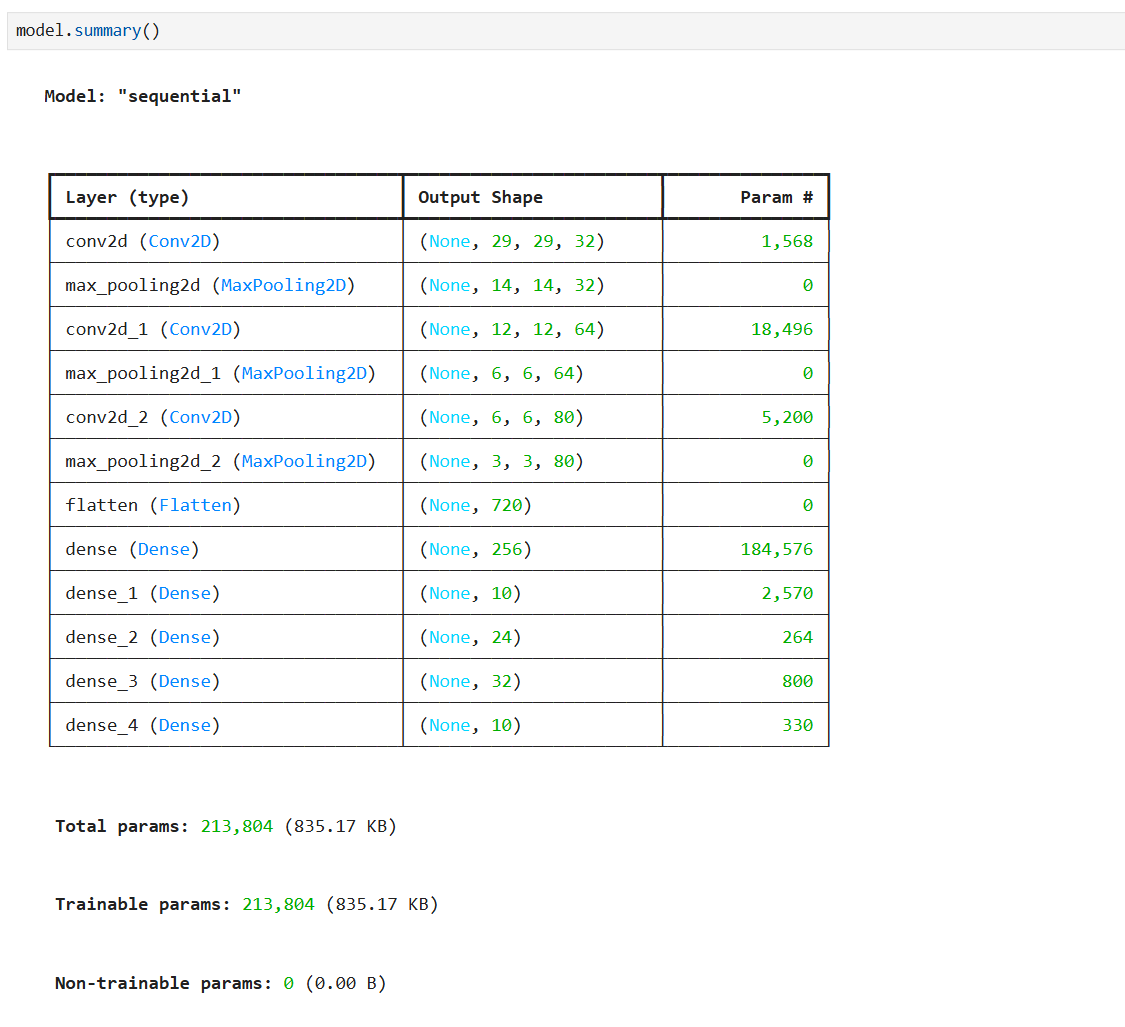 model.summary()
Model: "sequential"
Layer (type) Output Shape Param #
conv2d (Conv2D) (None, 29, 29, 32) 1,568
max_pooling2d (MaxPooling2D) (None, 14, 14, 32) 0
conv2d_1 (Conv2D) (None, 12, 12, 64) 18,496
max_pooling2d_1 (MaxPooling2D) (None, 6, 6, 64) 0
conv2d_2 (Conv2D) (None, 6, 6, 80) 5,200
max_pooling2d_2 (MaxPooling2D) (None, 3, 3, 80) 0
flatten (Flatten) (None, 720) 0
dense (Dense) (None, 256) 184,576
dense_1 (Dense) (None, 10) 2,570
dense_2 (Dense) (None, 24) 264
dense_3 (Dense) (None, 32) 800
dense_4 (Dense) (None, 10) 330
Total params: 213,804 (835.17 KB)
Trainable params: 213,804 (835.17 KB)
Non-trainable params: 0 (0.00 B)